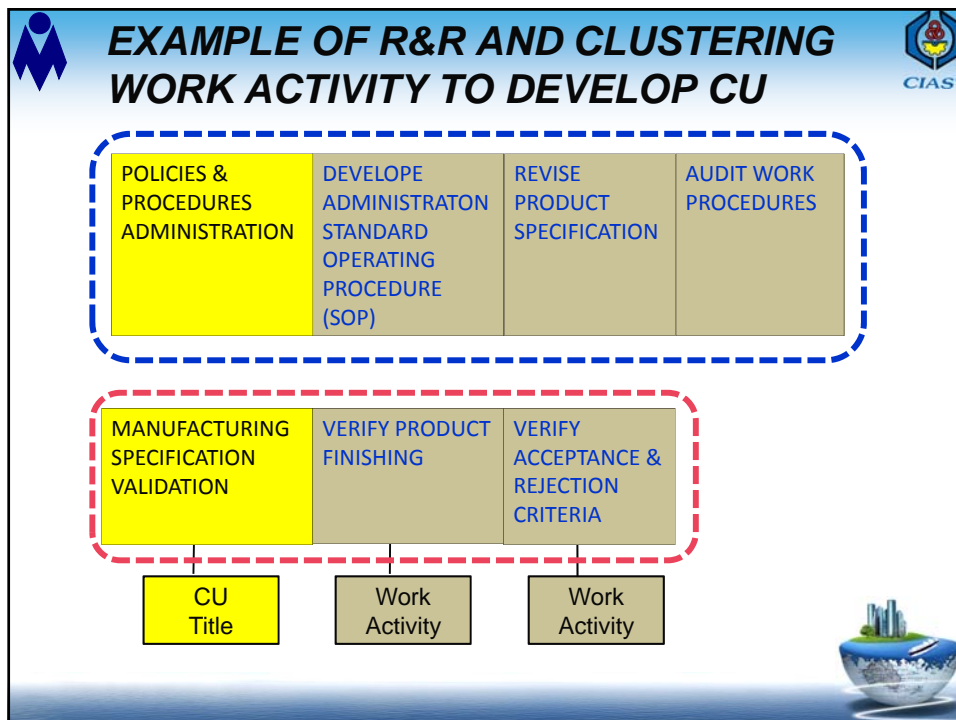 EXAMPLE OF R&R AND CLUSTERING
WORK ACTIVITY TO DEVELOP CU
CIAST
POLICIES &
PROCEDURES
ADMINISTRATION
DEVELOPE
ADMINISTRATON
STANDARD
OPERATING
PROCEDURE
(SOP)
REVISE
PRODUCT
SPECIFICATION
AUDIT WORK
PROCEDURES
MANUFACTURING
SPECIFICATION
VALIDATION
VERIFY PRODUCT
FINISHING
VERIFY
ACCEPTANCE &
REJECTION
CRITERIA
CU
Title
Work
Activity
Work
Activity